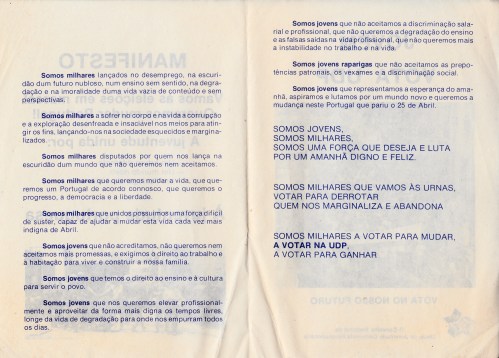 Somos milhares lançados no desemprego, na escuri-
dão dum futuro nubloso, num ensino sem sentido, na degra-
dação e na imoralidade duma vida vazia de conteúdo e sem
perspectivas.
Somos milhares a sofrer no corpo e na vida a corrupção
e a exploração desenfreada e insaciável nos meios para atin-
gir os fins, lançando-nos na sociedade esquecidos e margina-
lizados.
Somos milhares disputados por quem nos lança na
escuridão dum mundo que não queremos nem aceitamos.
Somos milhares que queremos mudar a vida, que que-
remos um Portugal de acordo connosco, que queremos o
progresso, a democracia e a liberdade.
Somos milhares que unidos possuimos uma força difícil
de suster, capaz de ajudar a mudar esta vida cada vez mais
indigna de Abril.
Somos jovens que não acreditamos, não queremos nem
aceitamos mais promessas, e exigimos o direito ao trabalho e
à habitação para viver e construir a nossa família.
Somos jovens que temos o direito ao ensino e à cultura
para servir o povo.
Somos jovens que nos queremos elevar profissional-
mente e aproveitar da forma mais digna os tempos livres,
longe da vida de degradação para onde nos empurram todos
os dias.
Somos jovens que não aceitamos a discriminação sala-
rial e profissional, que não queremos a degradação do ensino
e as falsas saídas na vida profissional, que não queremos mais
a instabilidade no trabalho e na vida.
Somos jovens raparigas que não aceitamos as prepo-
tências patronais, os vexames e a discriminação social.
Somos jovens que representamos a esperança do ama-
nhã, aspiramos e lutamos por um mundo novo e queremos a
mudança neste Portugal que pariu o 25 de Abril.
SOMOS JOVENS,
SOMOS MILHARES,
SOMOS UMA FORÇA QUE DESEJA E LUTA
POR UM AMANHÃ DIGNO E FELIZ.
SOMOS MILHARES QUE VAMOS ÀS URNAS,
VOTAR PARA DERROTAR
QUEM NOS MARGINALIZA E ABANDONA
SOMOS MILHARES A VOTAR PARA MUDAR,
A VOTAR NA UDP,
A VOTAR PARA GANHAR